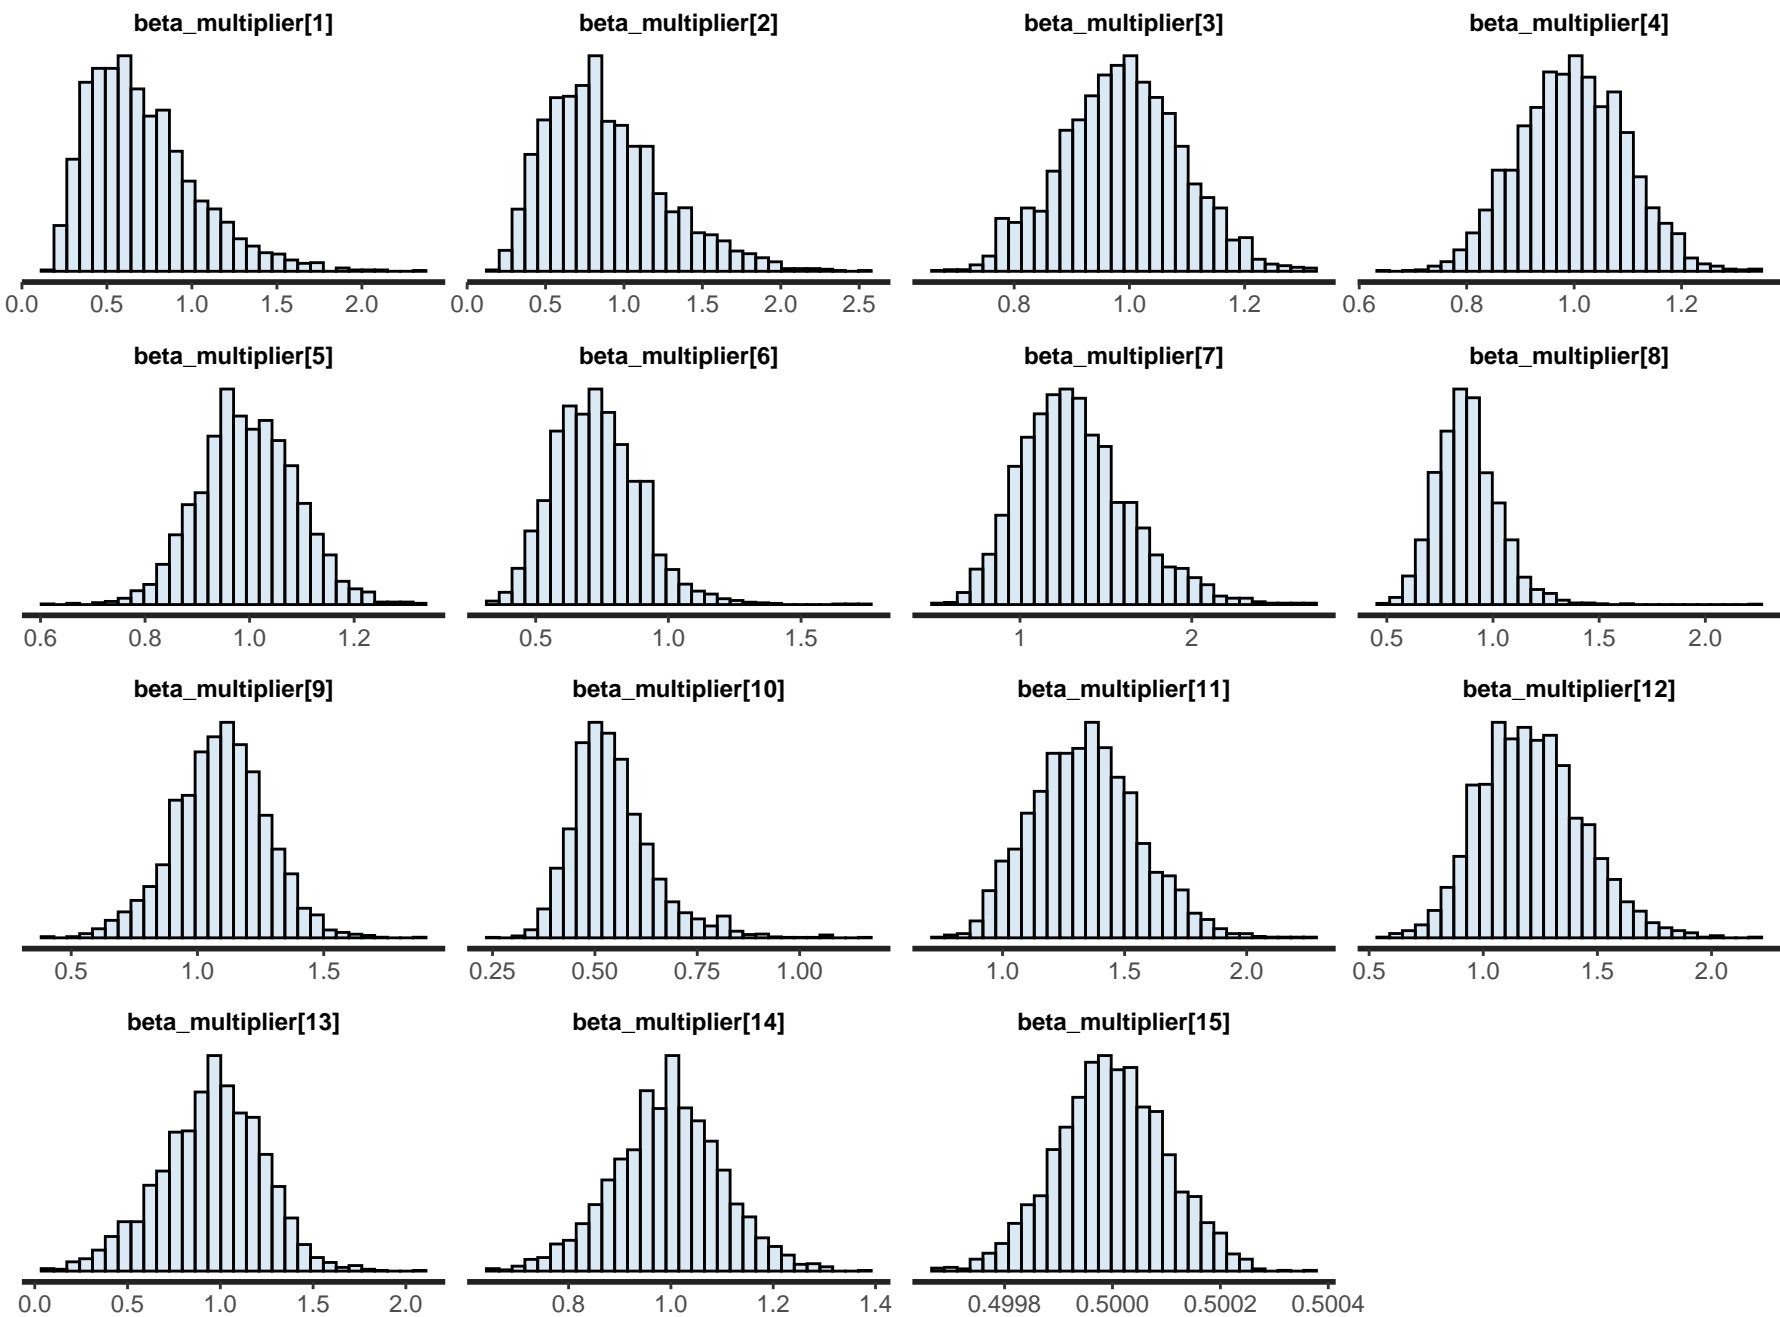 beta_multiplier[1] beta_multiplier[2] beta_multiplier[3] beta_multiplier[4]
0.0 0.5 1.0 1.5 2.0 0.0 0.5 1.0 1.5 2.0 2.5 0.8 1.0 1.2 0.6 0.8 1.0 1.2
beta_multiplier[5] beta_multiplier[6] beta_multiplier[7] beta_multiplier[8]
0.6 0.8 1.0 1.2 0.5 1.0 1.5 1 2 0.5 1.0 1.5 2.0
beta_multiplier[9] beta_multiplier[10] beta_multiplier[11] beta_multiplier[12]
0.5 1.0 1.5 0.25 0.50 0.75 1.00 1.0 1.5 2.0 0.5 1.0 1.5 2.0
beta_multiplier[13] beta_multiplier[14] beta_multiplier[15]
0.0 0.5 1.0 1.5 2.0 0.8 1.0 1.2 1.4 0.4998 0.5000 0.5002 0.5004